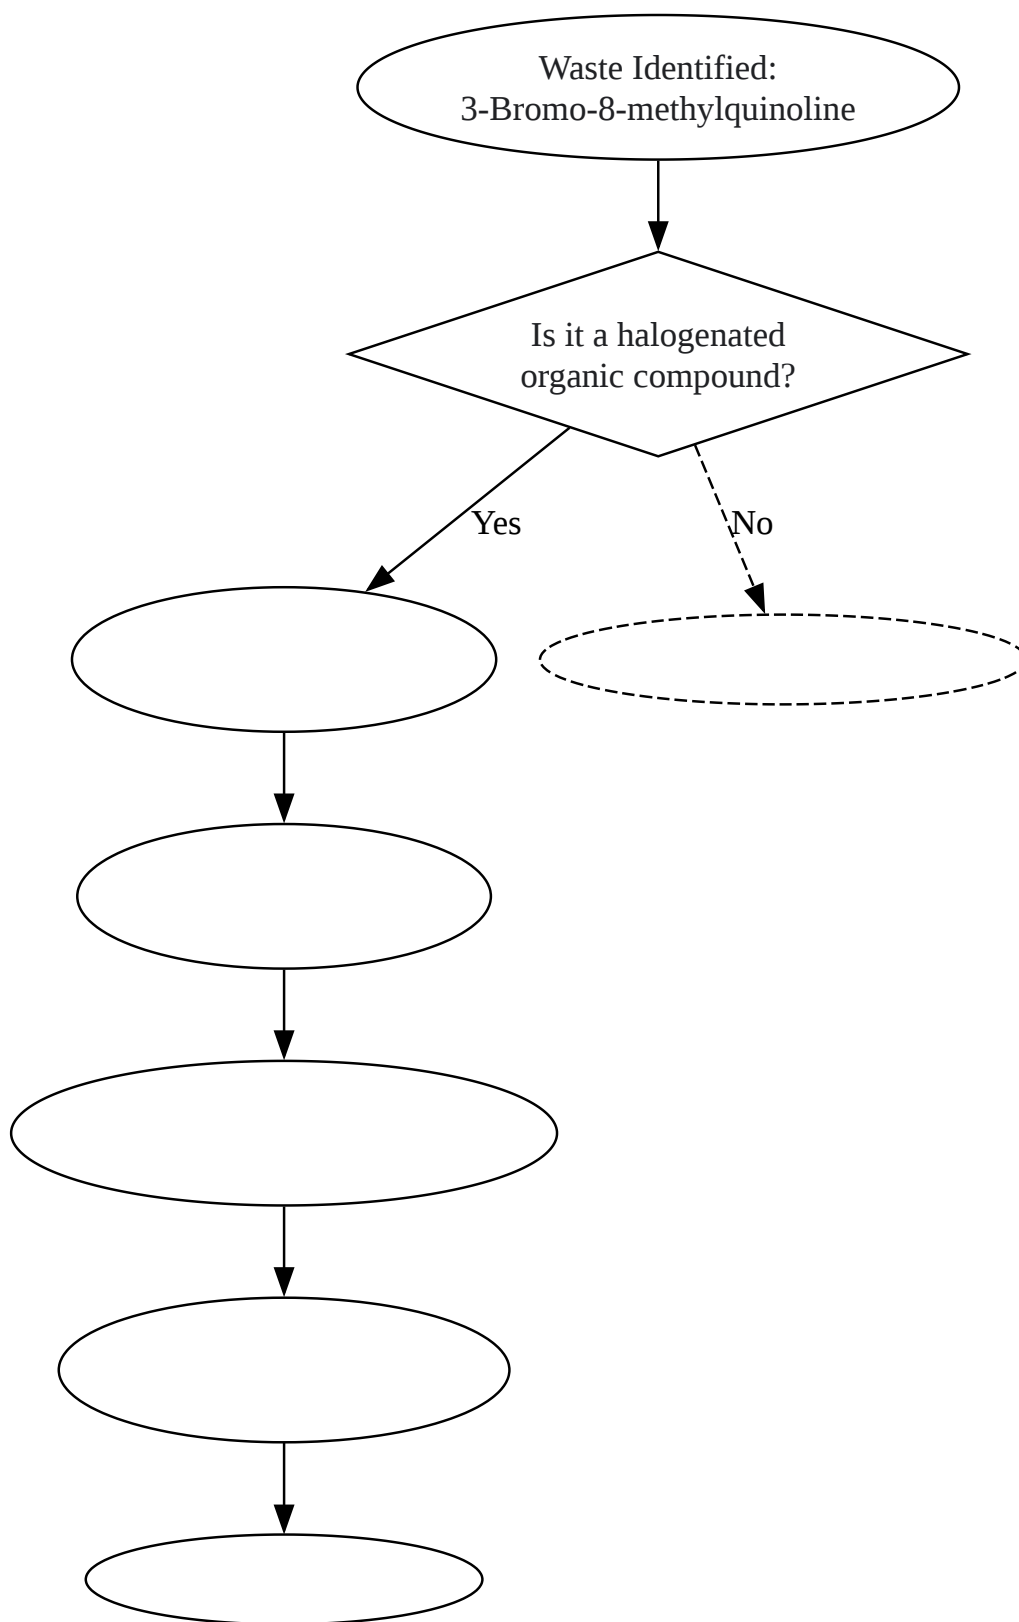 Waste Identified:
3-Bromo-8-methylquinoline
Is it a halogenated
organic compound?
Yes
No